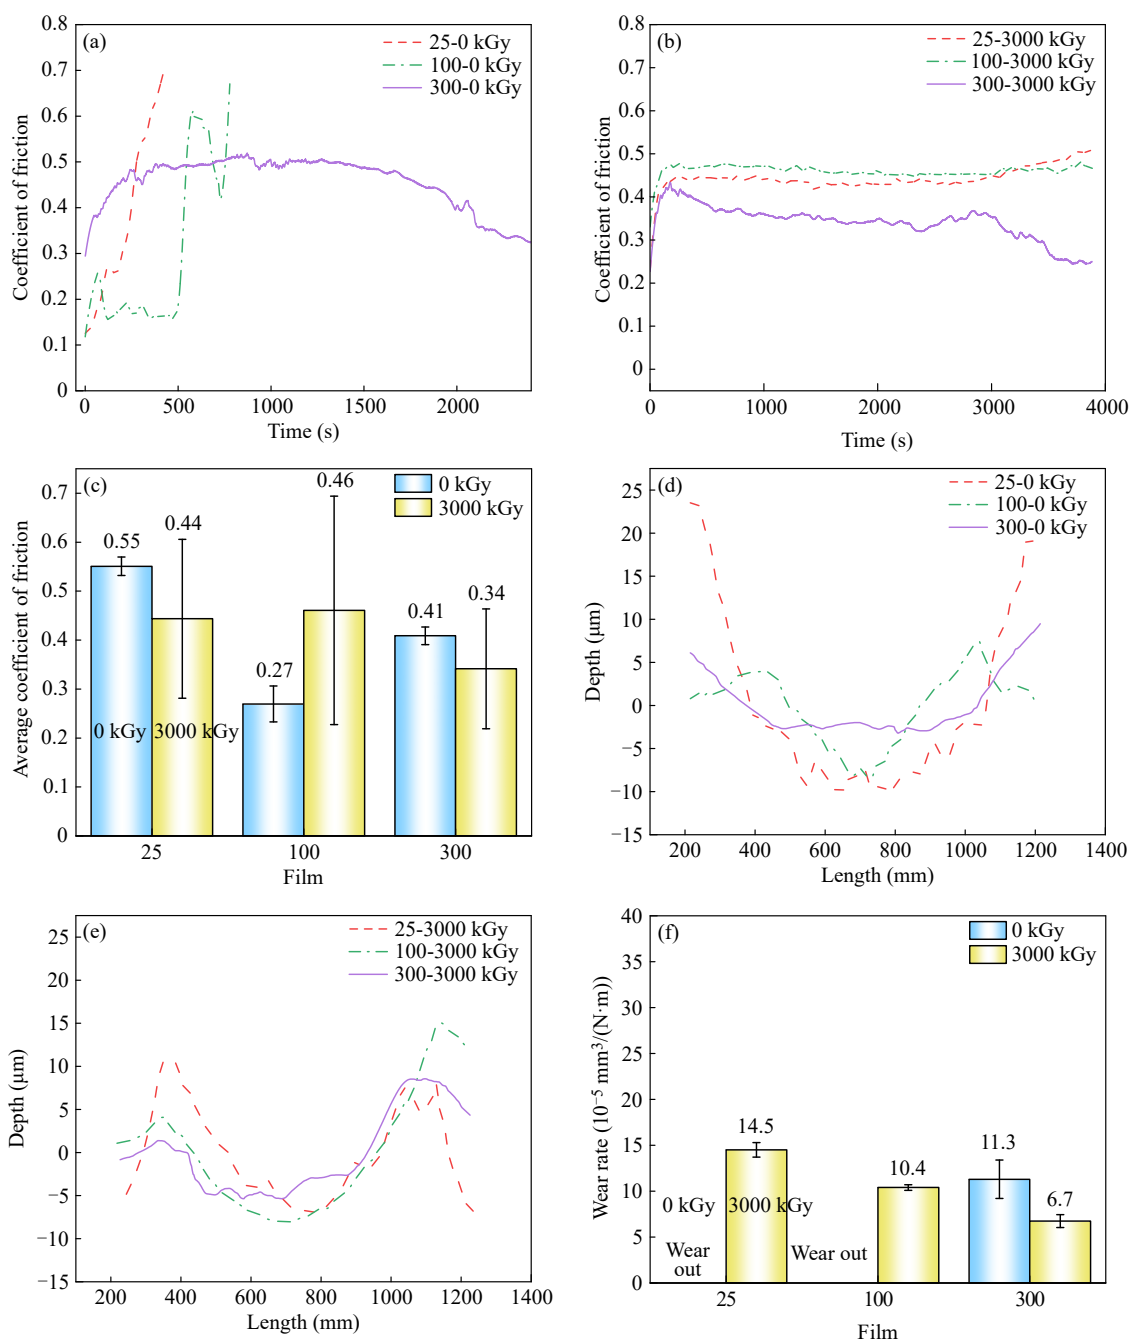 (a)
25-0 kGy
100-0 kGy
300-0 kGy
0.8
0.7
0.6
0.5
0.4
0.3
0.2
0.1
0
Coefficient of friction
0 500 1000 1500 2000
Time (s)
(b)
25-3000 kGy
100-3000 kGy
300-3000 kGy
0.8
0.7
0.6
0.5
0.4
0.3
0.2
0.1
0
Coefficient of friction
0 1000 2000 3000 4000
Time (s)
(c)
0 kGy
3000 kGy
0.7
0.6
0.5
0.4
0.3
0.2
0.1
0
Average coefficient of friction
0.55
0.44
0.27
0.46
0.41
0.34
0 kGy
3000 kGy
25 100 300
Film
(d)
25-0 kGy
100-0 kGy
300-0 kGy
25
20
15
10
5
0
−5
−10
−15
Depth (μm)
200 400 600 800 1000 1200 1400
Length (mm)
(e)
25-3000 kGy
100-3000 kGy
300-3000 kGy
25
20
15
10
5
0
−5
−10
−15
Depth (μm)
200 400 600 800 1000 1200 1400
Length (mm)
(f)
0 kGy
3000 kGy
40
35
30
25
20
15
10
5
0
Wear rate (10⁻⁵ mm³/(N·m))
14.5
10.4
11.3
6.7
0 kGy
3000 kGy
Wear
out
Wear out
25 100 300
Film